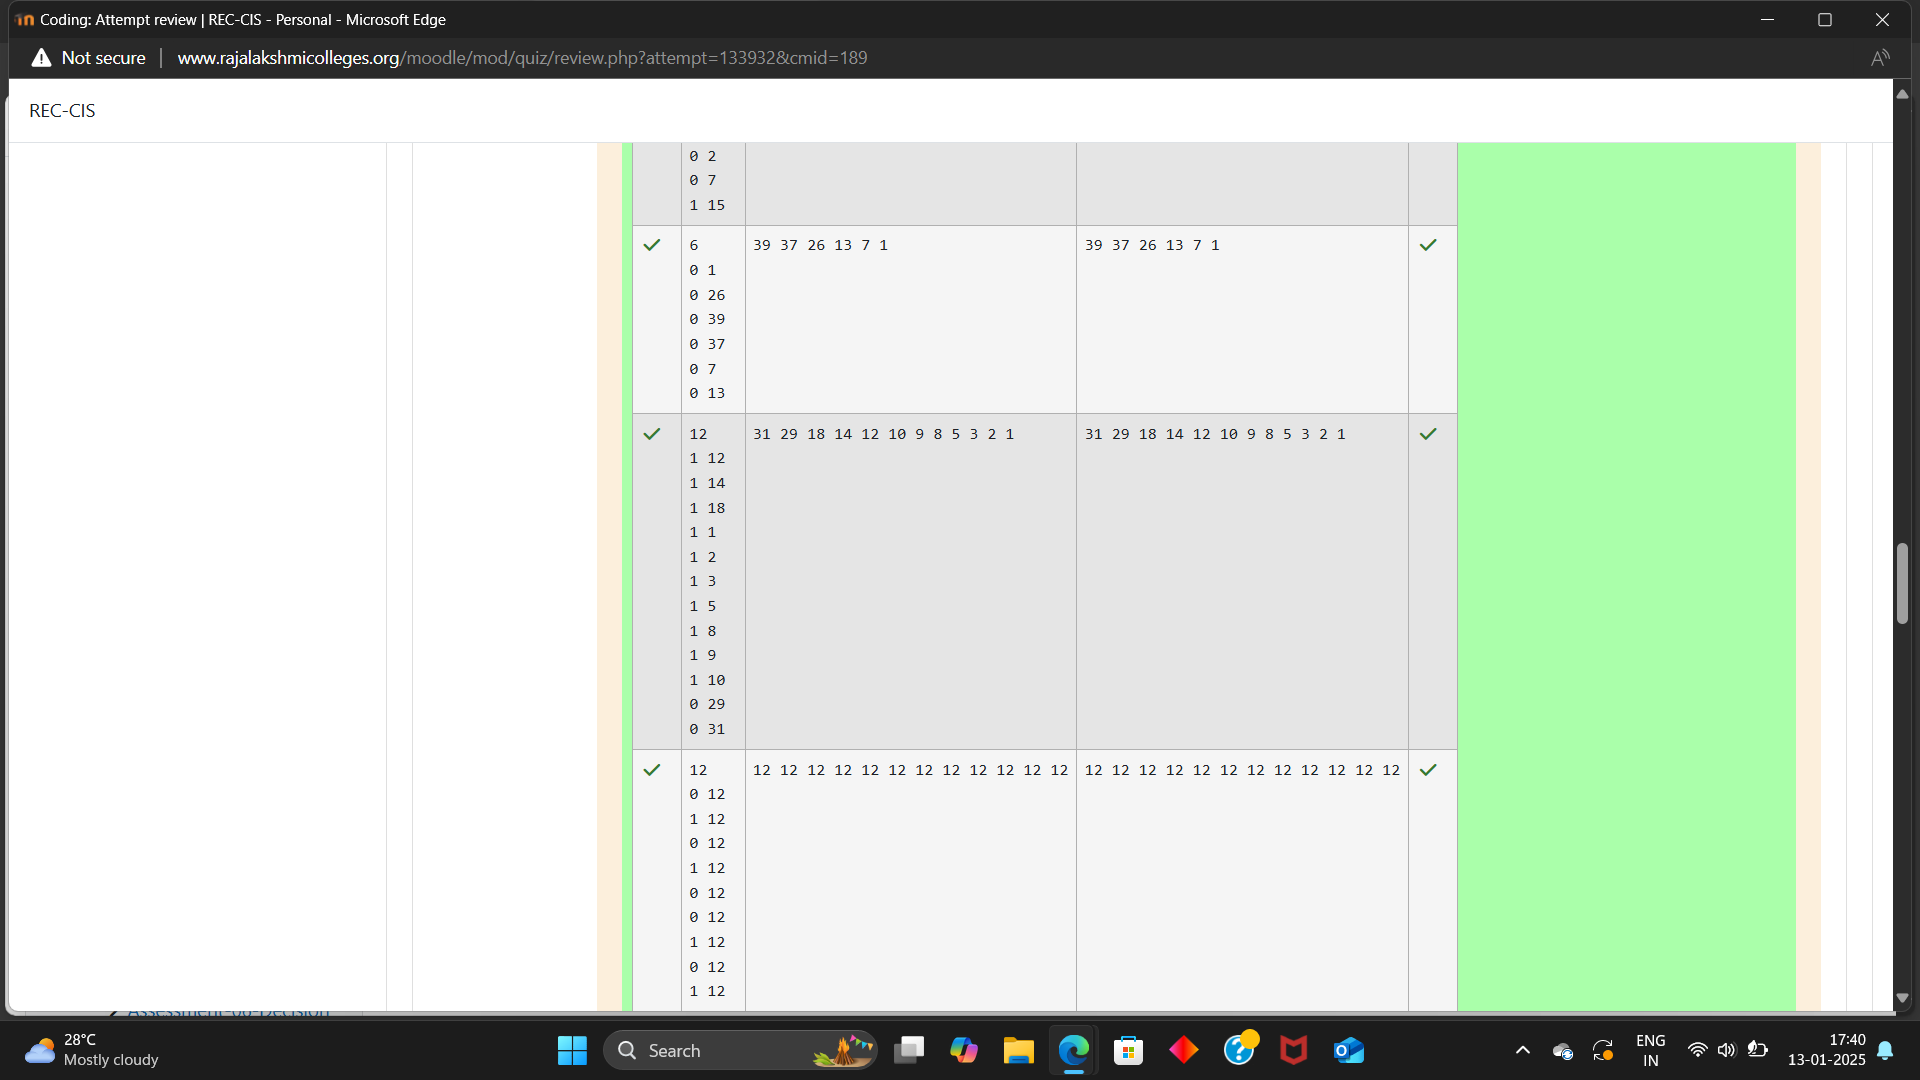 Coding: Attempt review | REC-CIS - Personal - Microsoft Edge
Not secure | www.rajalakshmicolleges.org/moodle/mod/quiz/review.php?attempt=133932&cmid=189
REC-CIS
0 2
0 7
1 15
6 39 37 26 13 7 1 39 37 26 13 7 1
0 1
0 26
0 39
0 37
0 7
0 13
12 31 29 18 14 12 10 9 8 5 3 2 1 31 29 18 14 12 10 9 8 5 3 2 1
1 12
1 14
1 18
1 1
1 2
1 3
1 5
1 8
1 9
1 10
0 29
0 31
12 12 12 12 12 12 12 12 12 12 12 12 12 12 12 12 12 12 12 12 12 12 12 12 12
0 12
1 12
0 12
1 12
0 12
0 12
1 12
0 12
1 12
28°C
Mostly cloudy
Search
ENG
IN
17:40
13-01-2025